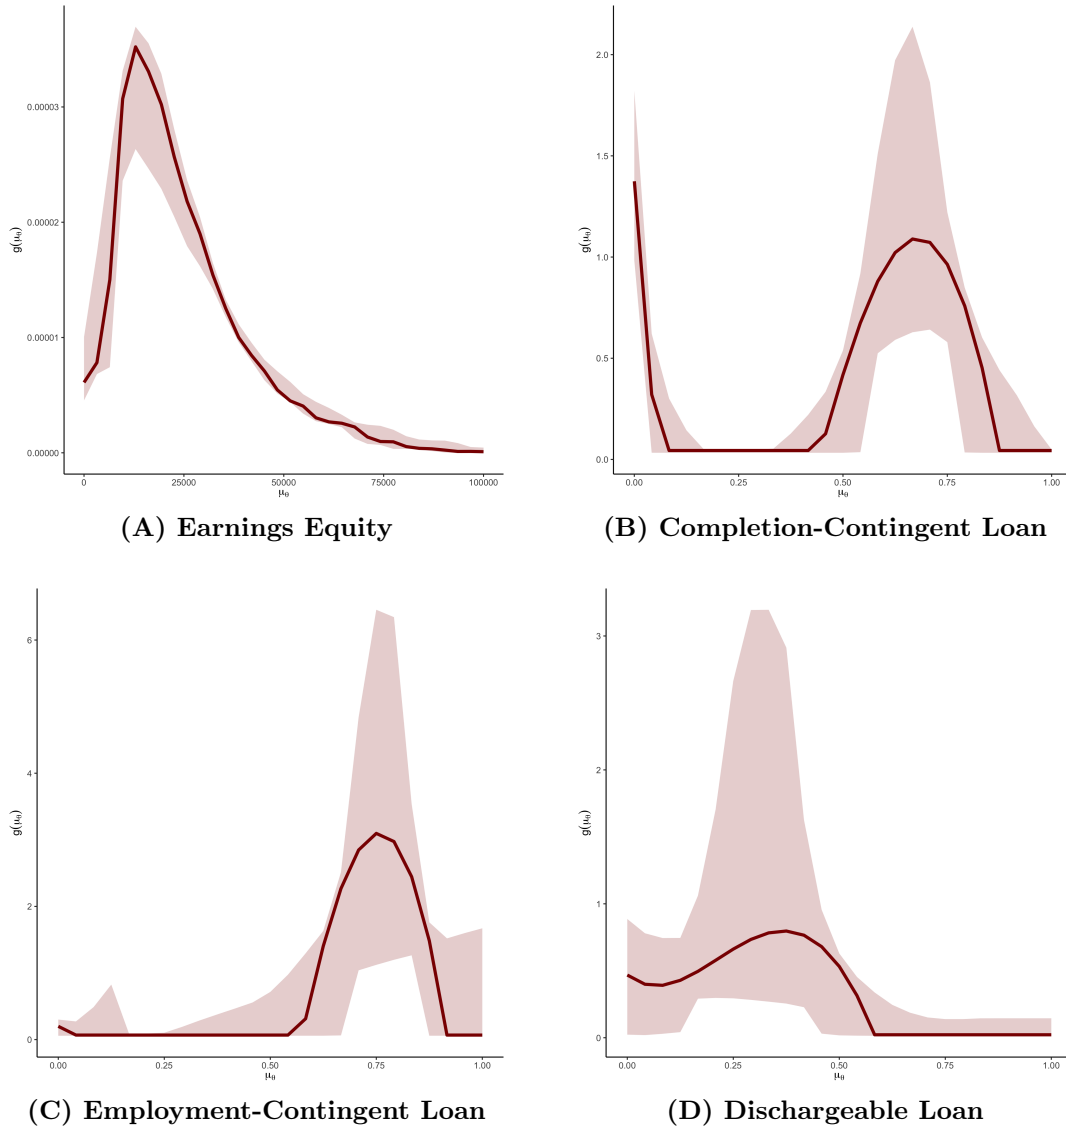 g(μθ)
0.00003
0.00002
0.00001
0.00000
0 25000 50000 75000 100000
μθ
(A) Earnings Equity
g(μθ)
2.0
1.5
1.0
0.5
0.0
0.00 0.25 0.50 0.75 1.00
μθ
(B) Completion-Contingent Loan
g(μθ)
6
4
2
0
0.00 0.25 0.50 0.75 1.00
μθ
(C) Employment-Contingent Loan
g(μθ)
3
2
1
0
0.00 0.25 0.50 0.75 1.00
μθ
(D) Dischargeable Loan